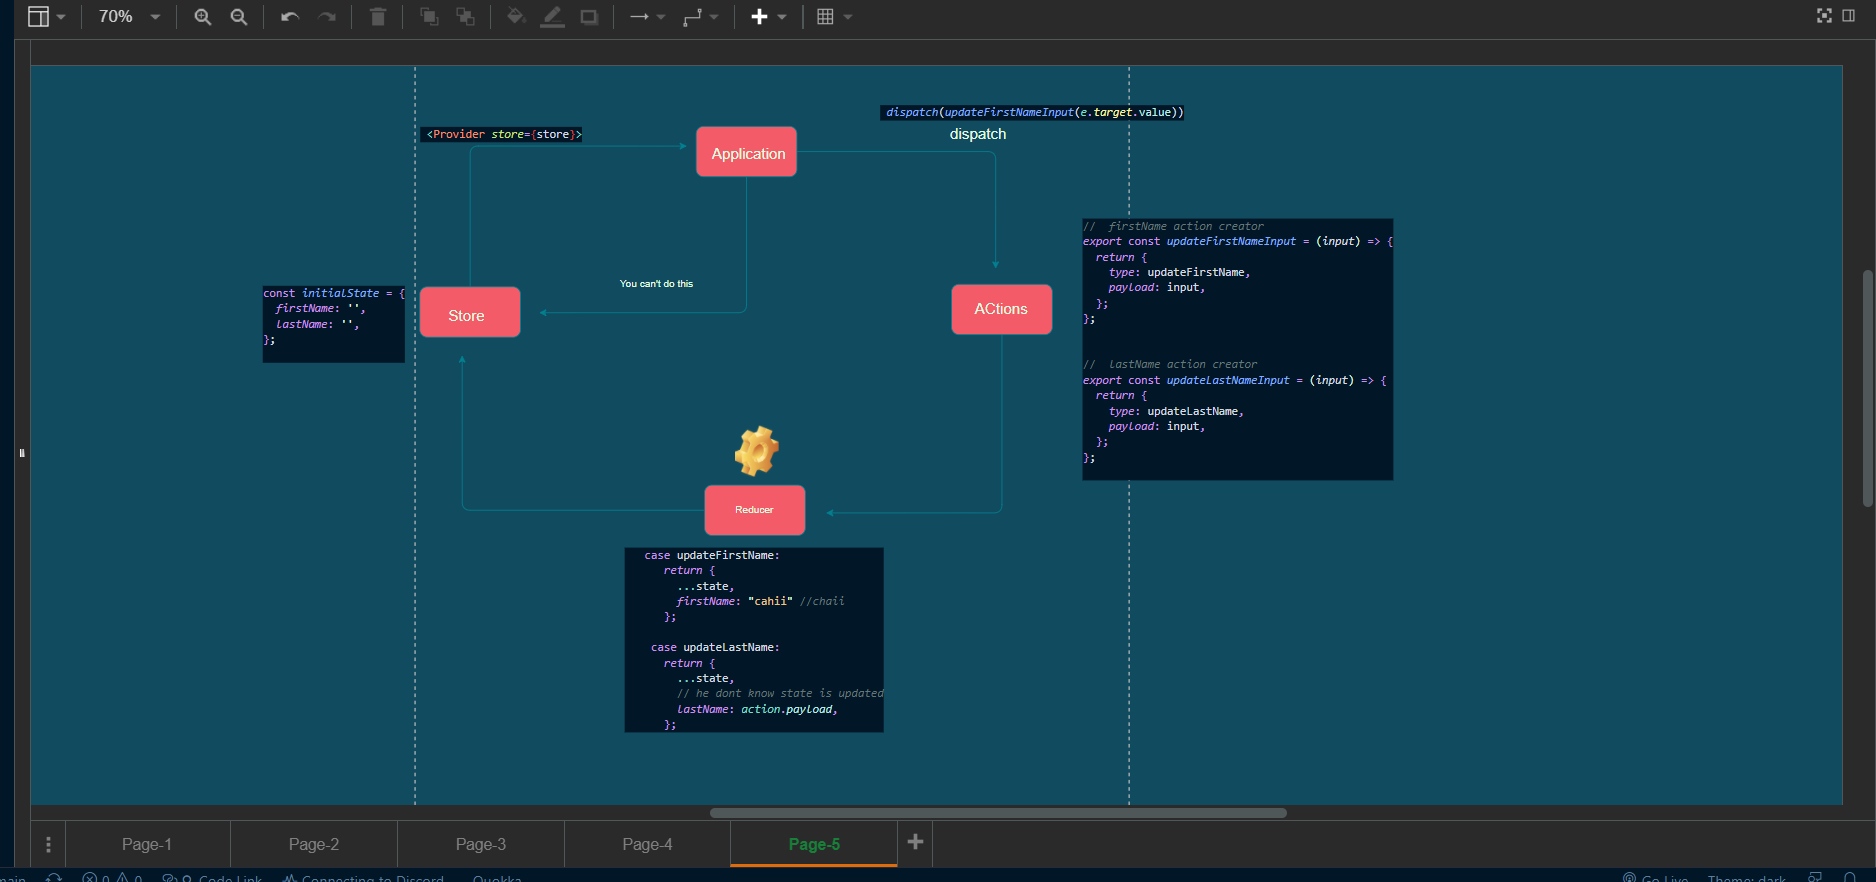 70%
dispatch(updateFirstNameInput(e.target.value))
dispatch
<Provider store={store}>
Application
// firstName action creator
export const updateFirstNameInput = (input) => {
return {
type: updateFirstName,
payload: input,
};
};
// lastName action creator
export const updateLastNameInput = (input) => {
return {
type: updateLastName,
payload: input,
};
};
You can't do this
const initialState = {
firstName: '',
lastName: '',
};
Store
ACtions
Reducer
case updateFirstName:
return {
...state,
firstName: "cahii" //chaii
};
case updateLastName:
return {
...state,
// he dont know state is updated
lastName: action.payload,
};
Page-1
Page-2
Page-3
Page-4
Page-5
main
0
0
Code Link
Connecting to Discord
Quokka
Go Live
Theme: dark